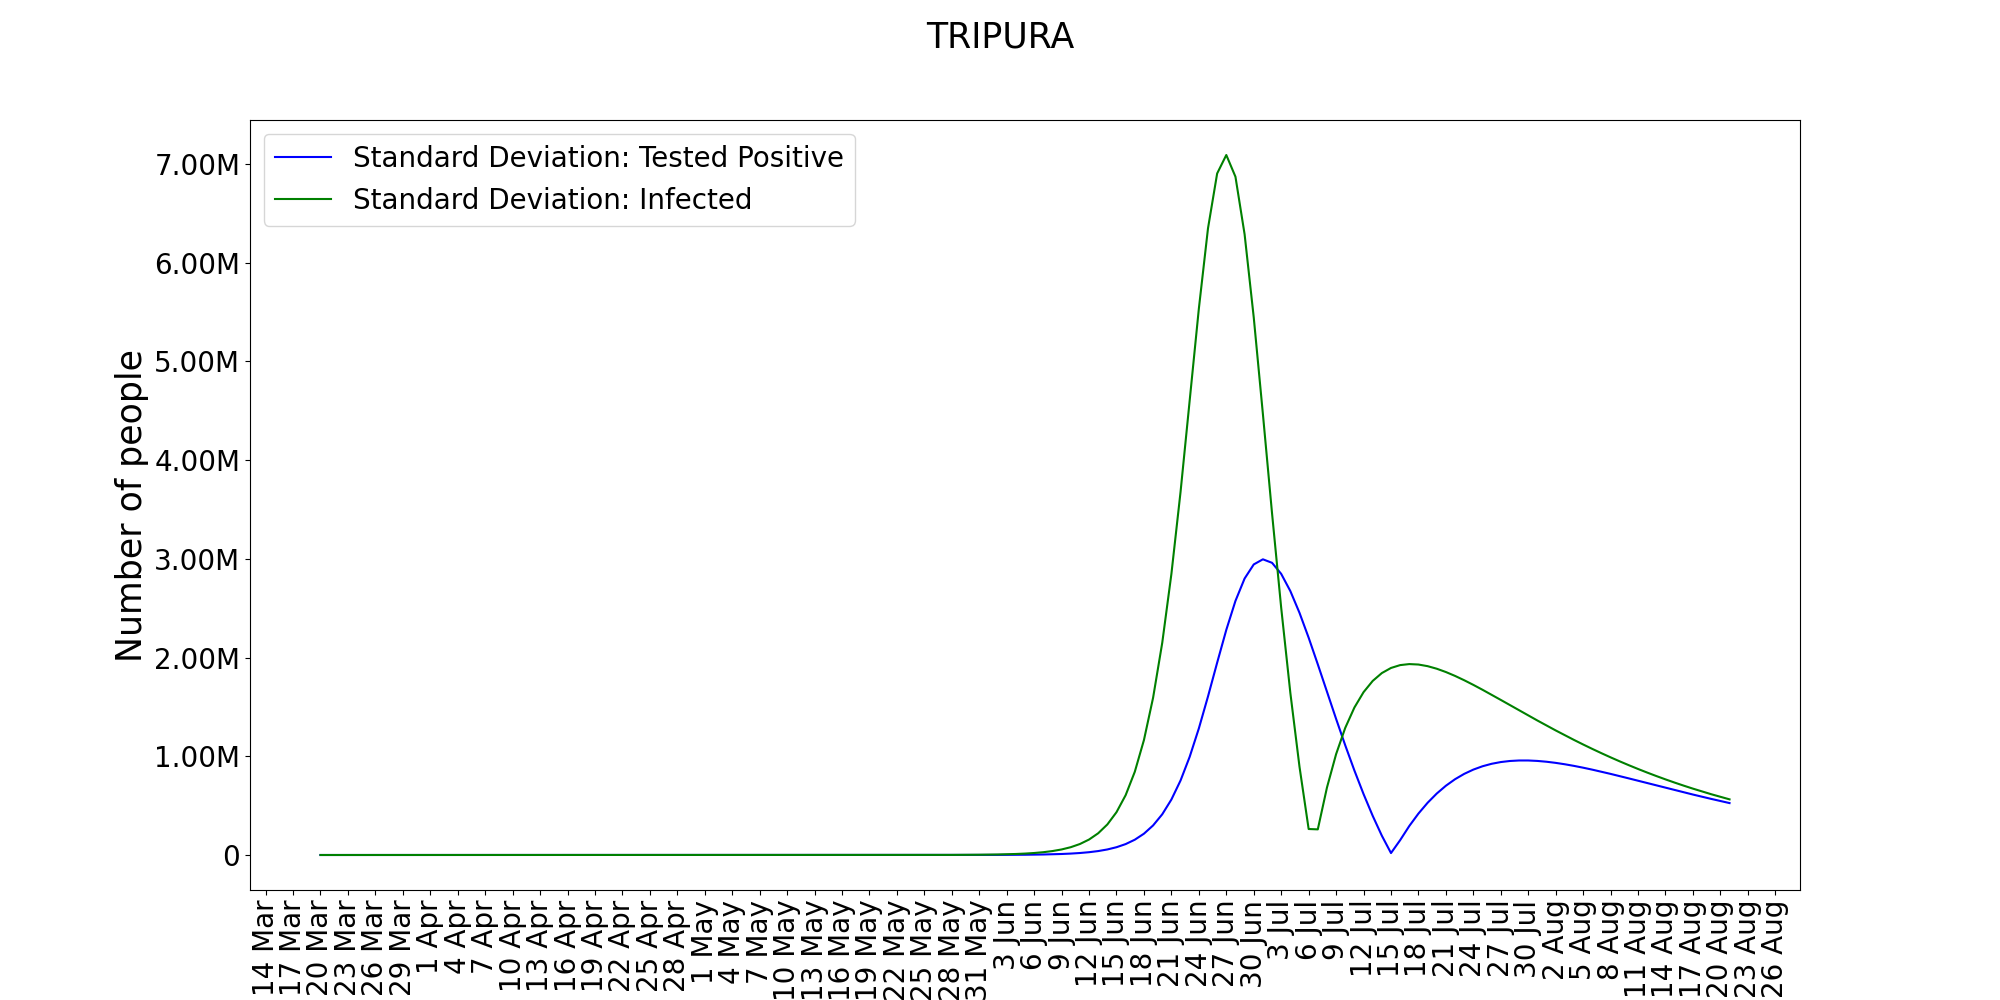 TRIPURA
Standard Deviation: Tested Positive
Standard Deviation: Infected
Number of people
7.00M
6.00M
5.00M
4.00M
3.00M
2.00M
1.00M
0
14 Mar
17 Mar
20 Mar
23 Mar
26 Mar
29 Mar
1 Apr
4 Apr
7 Apr
10 Apr
13 Apr
16 Apr
19 Apr
22 Apr
25 Apr
28 Apr
1 May
4 May
7 May
10 May
13 May
16 May
19 May
22 May
25 May
28 May
31 May
3 Jun
6 Jun
9 Jun
12 Jun
15 Jun
18 Jun
21 Jun
24 Jun
27 Jun
30 Jun
3 Jul
6 Jul
9 Jul
12 Jul
15 Jul
18 Jul
21 Jul
24 Jul
27 Jul
30 Jul
2 Aug
5 Aug
8 Aug
11 Aug
14 Aug
17 Aug
20 Aug
23 Aug
26 Aug